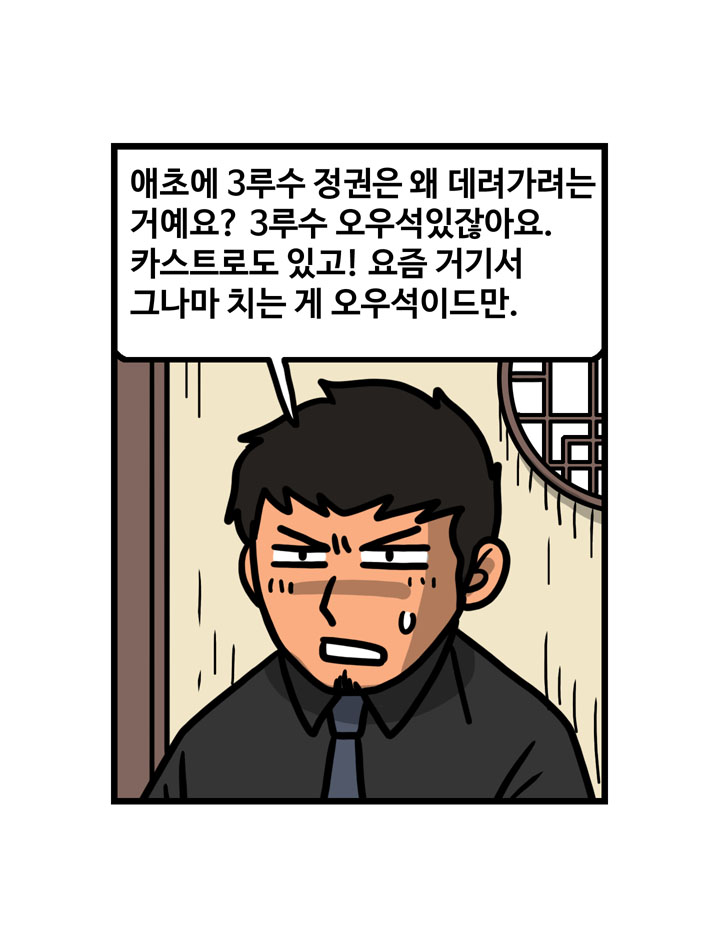 애초에 3루수 정권은 왜 데려가려는
거예요? 3루수 오우석있잖아요.
카스트로도 있고! 요즘 거기서
그나마 치는 게 오우석이드만.